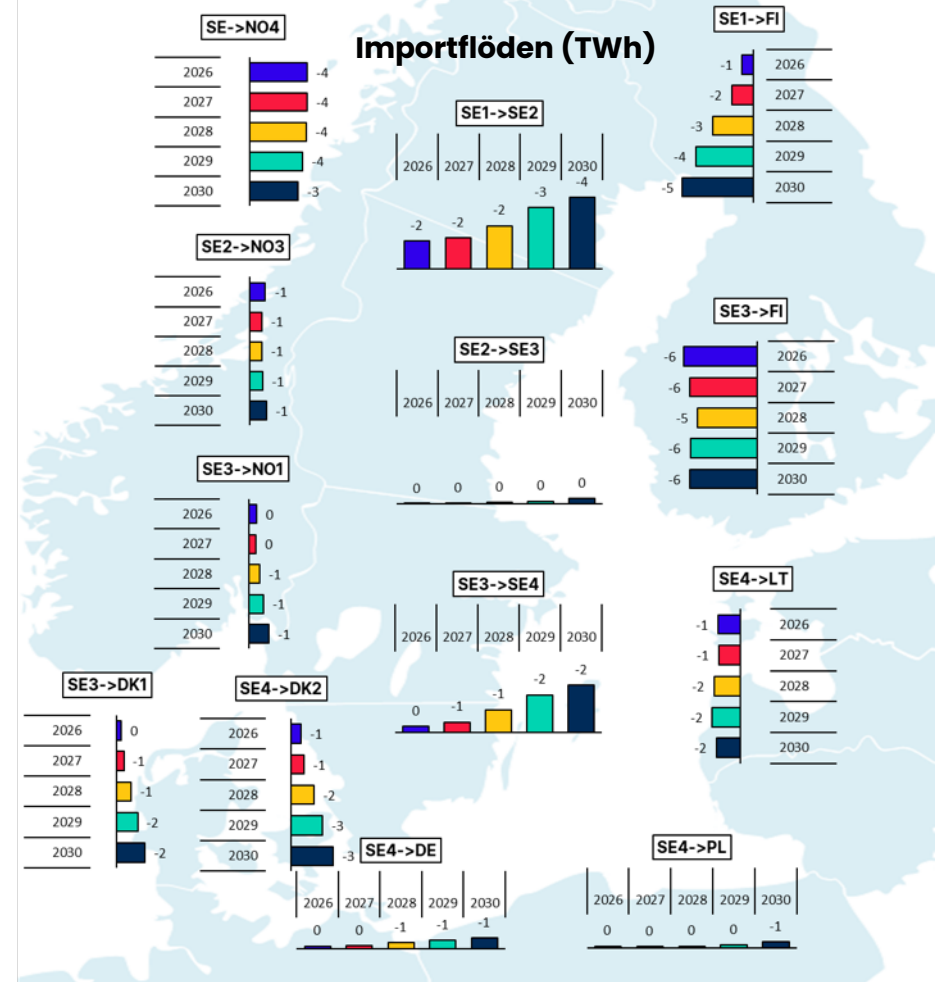 Importflöden (TWh)
SE->NO4
2026 -4
2027 -4
2028 -4
2029 -4
2030 -3
SE1->FI
-1 2026
-2 2027
-3 2028
-4 2029
-5 2030
SE1->SE2
2026 2027 2028 2029 2030
-2 -2 -2 -3 -4
SE2->NO3
2026 -1
2027 -1
2028 -1
2029 -1
2030 -1
SE3->FI
-6 2026
-6 2027
-5 2028
-6 2029
-6 2030
SE2->SE3
2026 2027 2028 2029 2030
0 0 0 0 0
SE3->NO1
2026 0
2027 0
2028 -1
2029 -1
2030 -1
SE3->SE4
2026 2027 2028 2029 2030
0 -1 -1 -2 -2
SE4->LT
-1 2026
-1 2027
-2 2028
-2 2029
-2 2030
SE3->DK1
2026 0
2027 -1
2028 -1
2029 -2
2030 -2
SE4->DK2
2026 -1
2027 -1
2028 -2
2029 -3
2030 -3
SE4->DE
2026 2027 2028 2029 2030
0 0 -1 -1 -1
SE4->PL
2026 2027 2028 2029 2030
0 0 0 0 -1